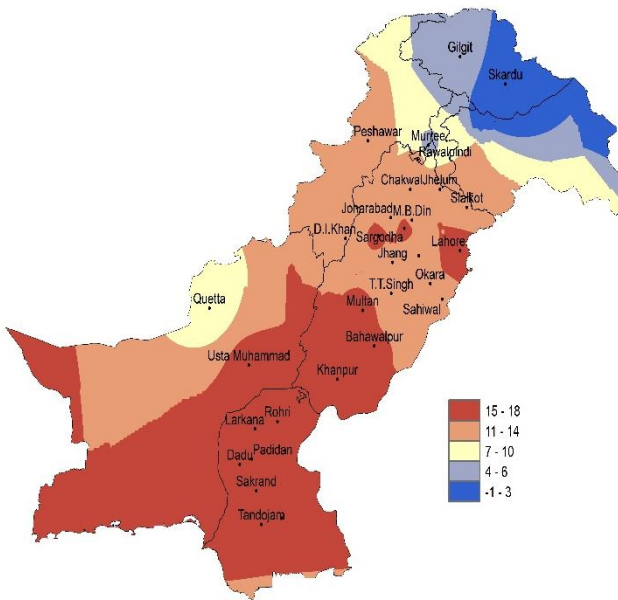 Gilgit
Skardu
Peshawar
Murree
Rawalpindi
Chakwal
Jhelum
Sialkot
Joharabad
M.B.Din
D.I.Khan
Sargodha
Lahore
Jhang
Okara
T.T.Singh
Sahiwal
Quetta
Multan
Bahawalpur
Usta Muhammad
Khanpur
Larkana
Rohri
Dadu
Padidan
Sakrand
Tandojam
15 - 18
11 - 14
7 - 10
4 - 6
-1 - 3